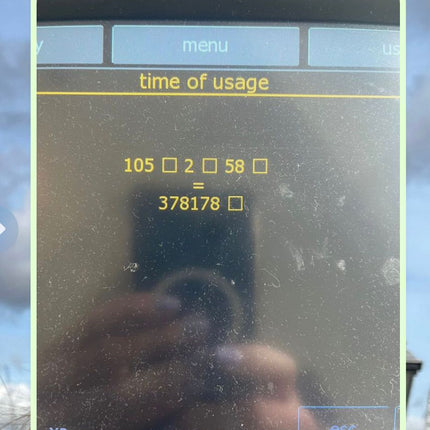 menu
time of usage
105 □ 2 □ 58 □
=
378178 □